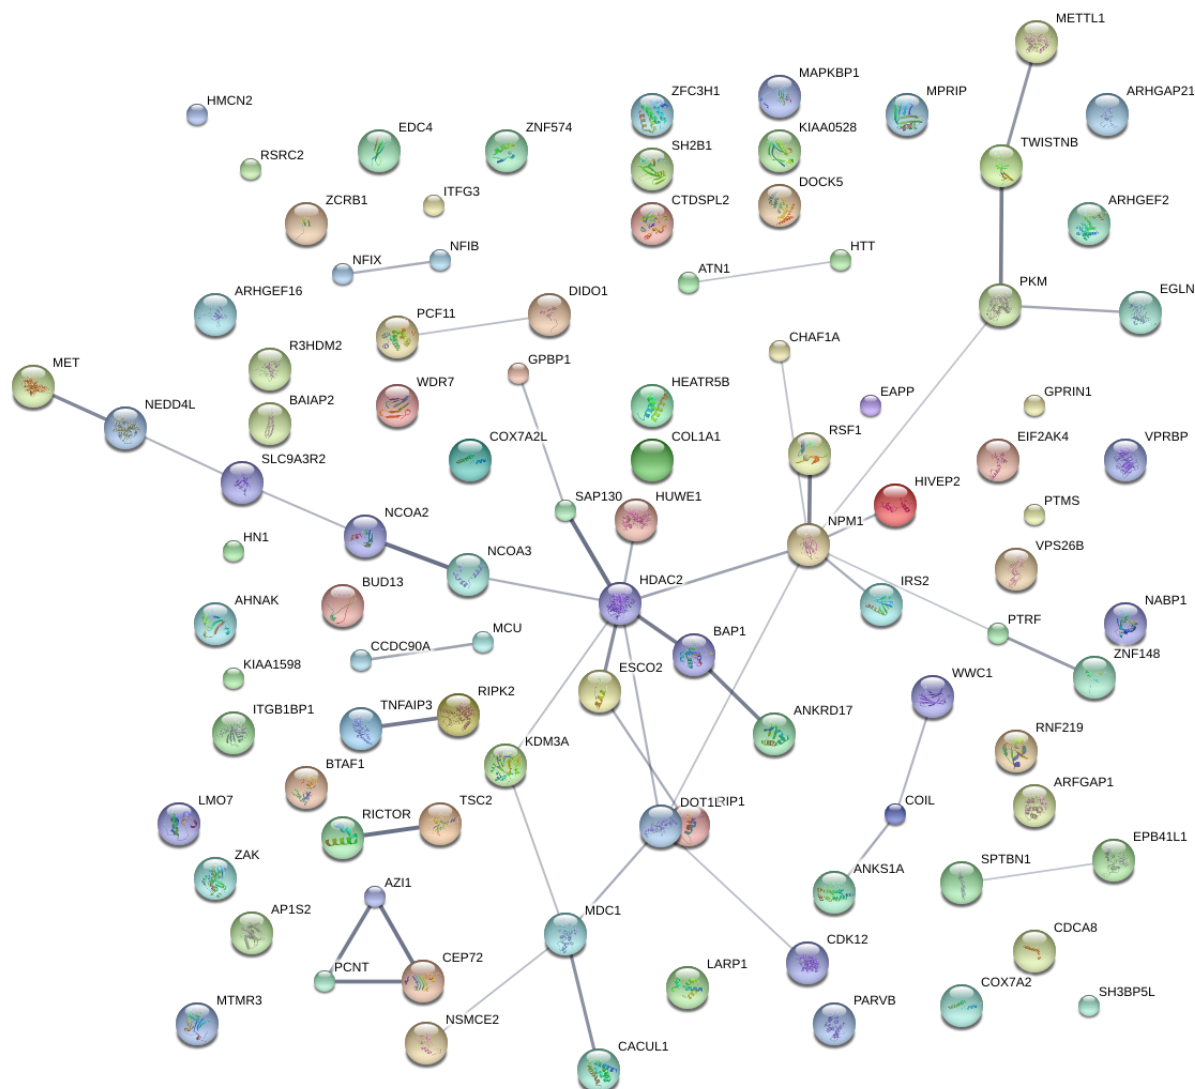 METTL1
HMCN2
ZFC3H1
MAPKBP1
MPRIP
ARHGAP21
EDC4
ZNF574
KIAA0528
TWISTNB
RSRC2
SH2B1
ZCRB1
ITFG3
CTDSPL2
DOCK5
ARHGEF2
NFIX
NFIB
ATN1
HTT
PKM
EGLN
ARHGEF16
PCF11
DIDO1
CHAF1A
MET
R3HDM2
GPBP1
NEDD4L
BAIAP2
WDR7
HEATR5B
EAPP
GPRIN1
COX7A2L
COL1A1
RSF1
EIF2AK4
VPRBP
SLC9A3R2
SAP130
HUWE1
HIVEP2
PTMS
NCOA2
NPM1
HN1
NCOA3
VPS26B
AHNAK
BUD13
HDAC2
IRS2
NABP1
CCDC90A
MCU
BAP1
PTRF
ZNF148
KIAA1598
ESCO2
WWC1
ITGB1BP1
TNFAIP3
RIPK2
ANKRD17
KDM3A
RNF219
BTAF1
LMO7
RICTOR
TSC2
DOT1L
RIP1
COIL
ARFGAP1
ZAK
ANKS1A
SPTBN1
EPB41L1
AZI1
AP1S2
MDC1
CDK12
CDCA8
PCNT
CEP72
LARP1
COX7A2
SH3BP5L
MTMR3
NSMCE2
PARVB
CACUL1